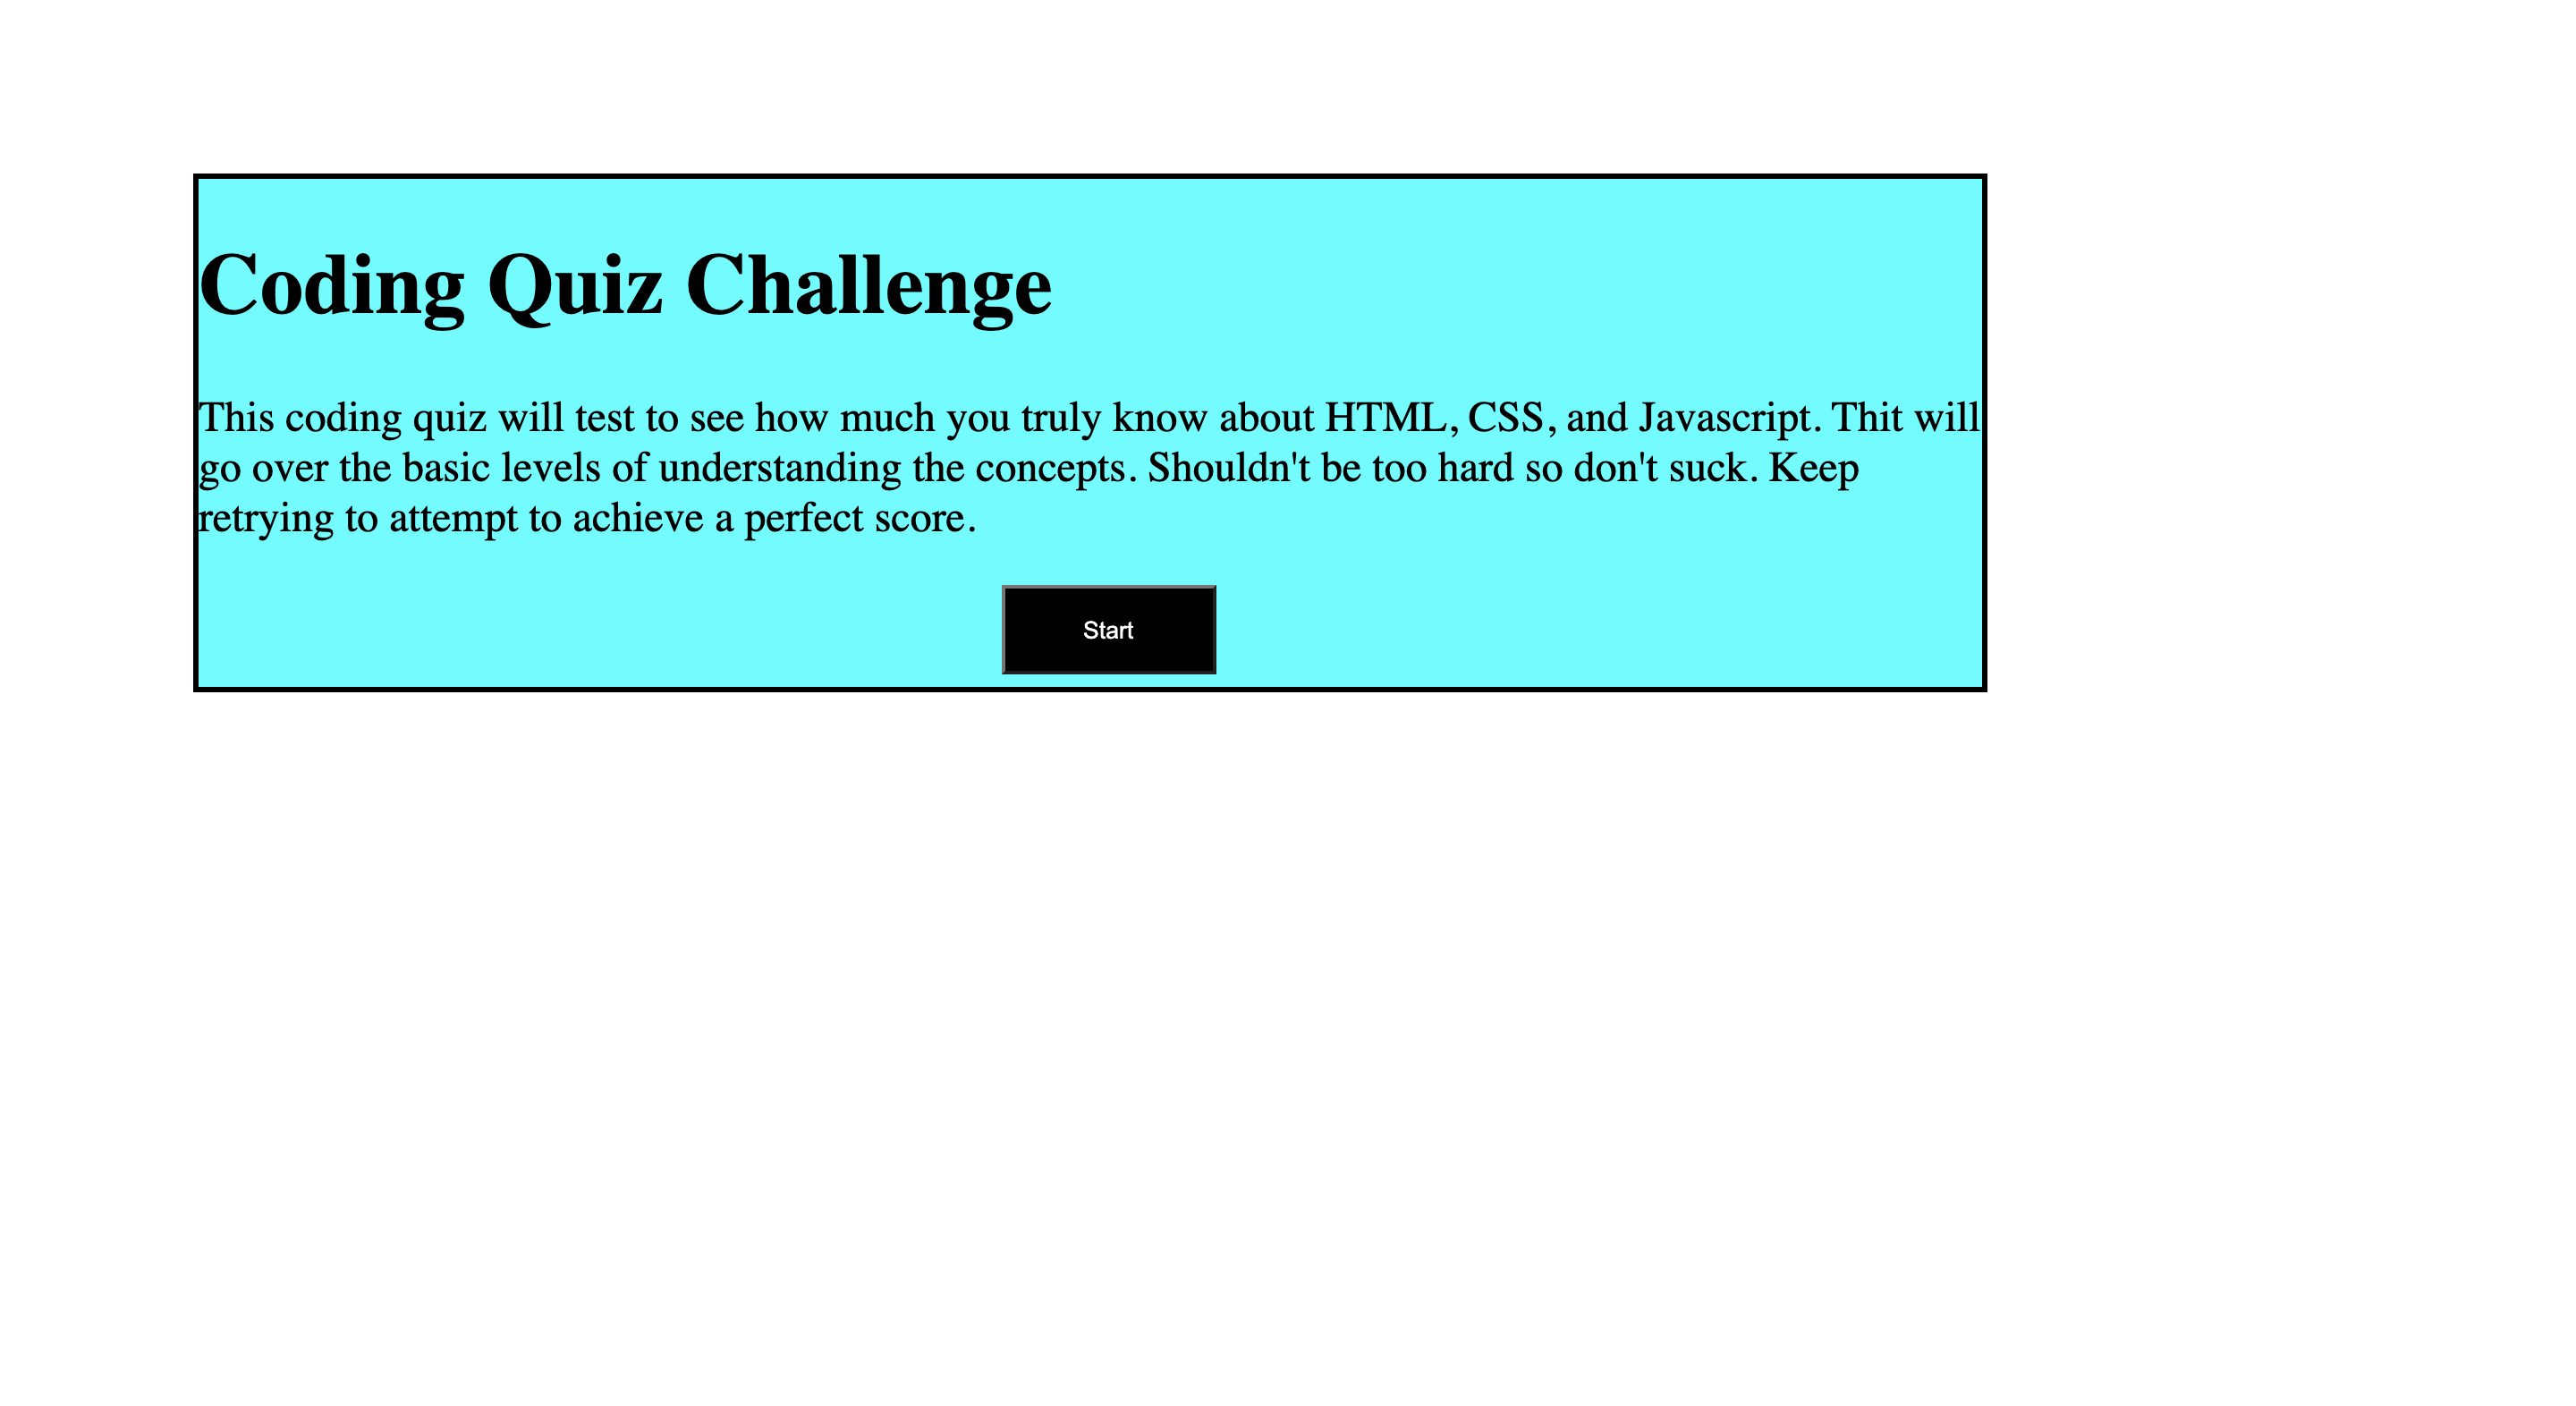 Coding Quiz Challenge
This coding quiz will test to see how much you truly know about HTML, CSS, and Javascript. Thit will
go over the basic levels of understanding the concepts. Shouldn't be too hard so don't suck. Keep
retrying to attempt to achieve a perfect score.
Start